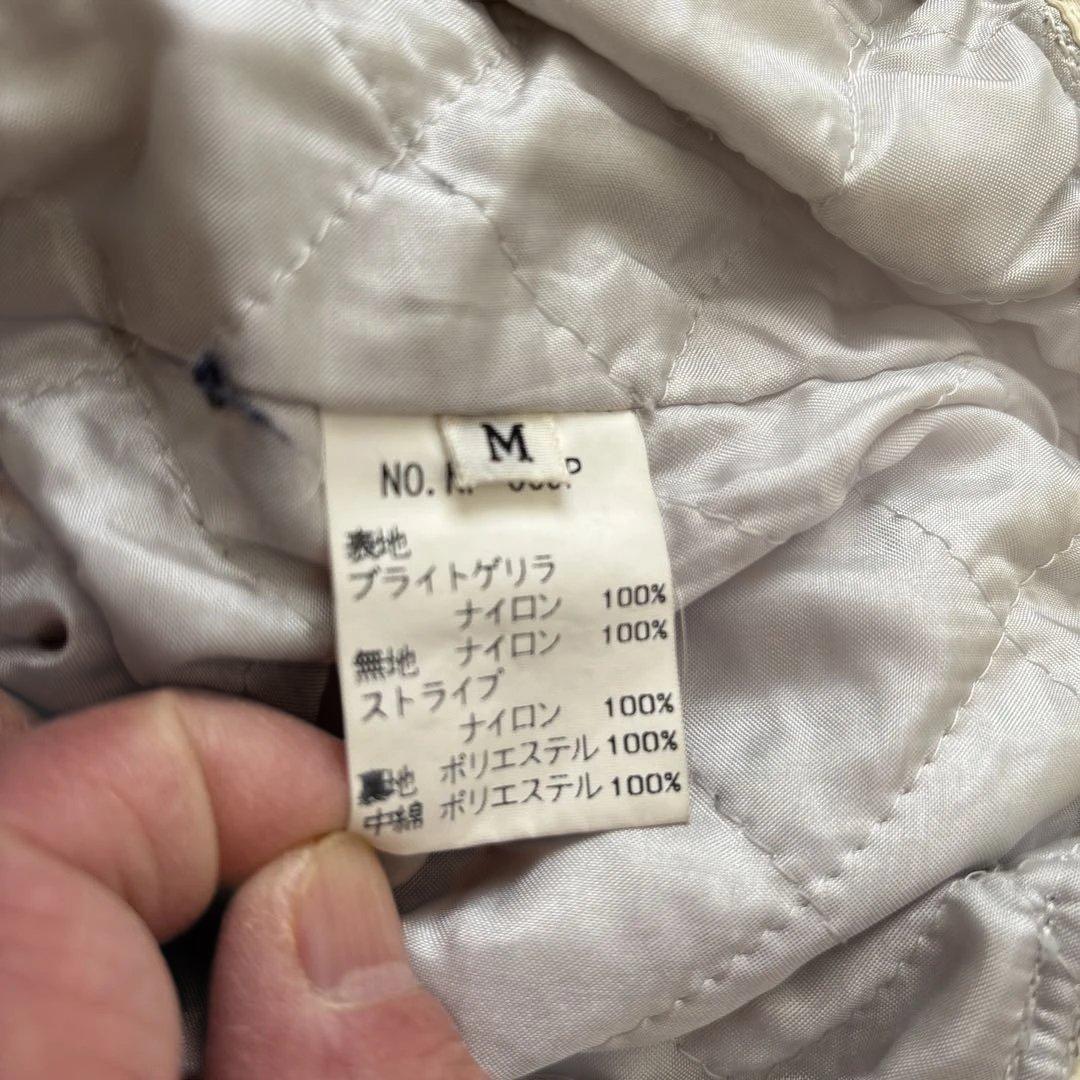 M
NO.
表地
ブライトゲリラ
ナイロン 100%
無地 ナイロン 100%
ストライプ
ナイロン 100%
裏地 ポリエステル 100%
中綿 ポリエステル 100%